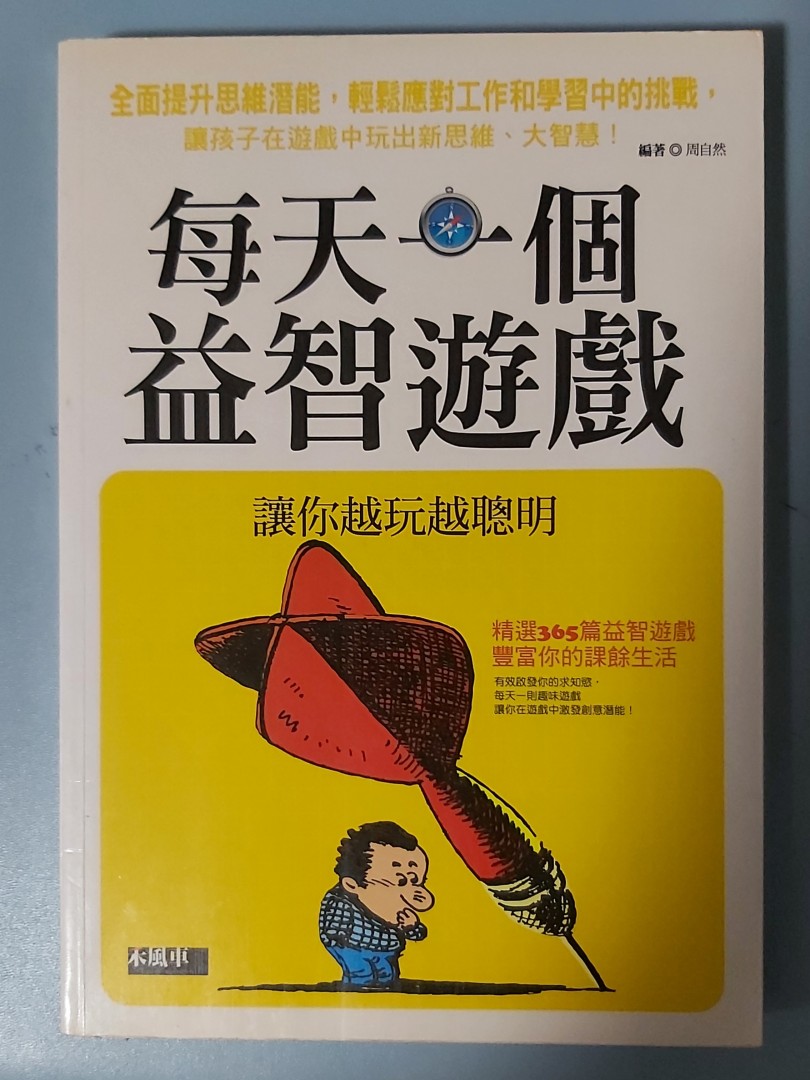 全面提升思維潛能，輕鬆應對工作和學習中的挑戰，
讓孩子在遊戲中玩出新思維、大智慧！
編著◎周自然
每天一個
益智遊戲
讓你越玩越聰明
精選365篇益智遊戲
豐富你的課餘生活
有效啟發你的求知慾，
每天一則趣味遊戲
讓你在遊戲中激發創意潛能！
木風車